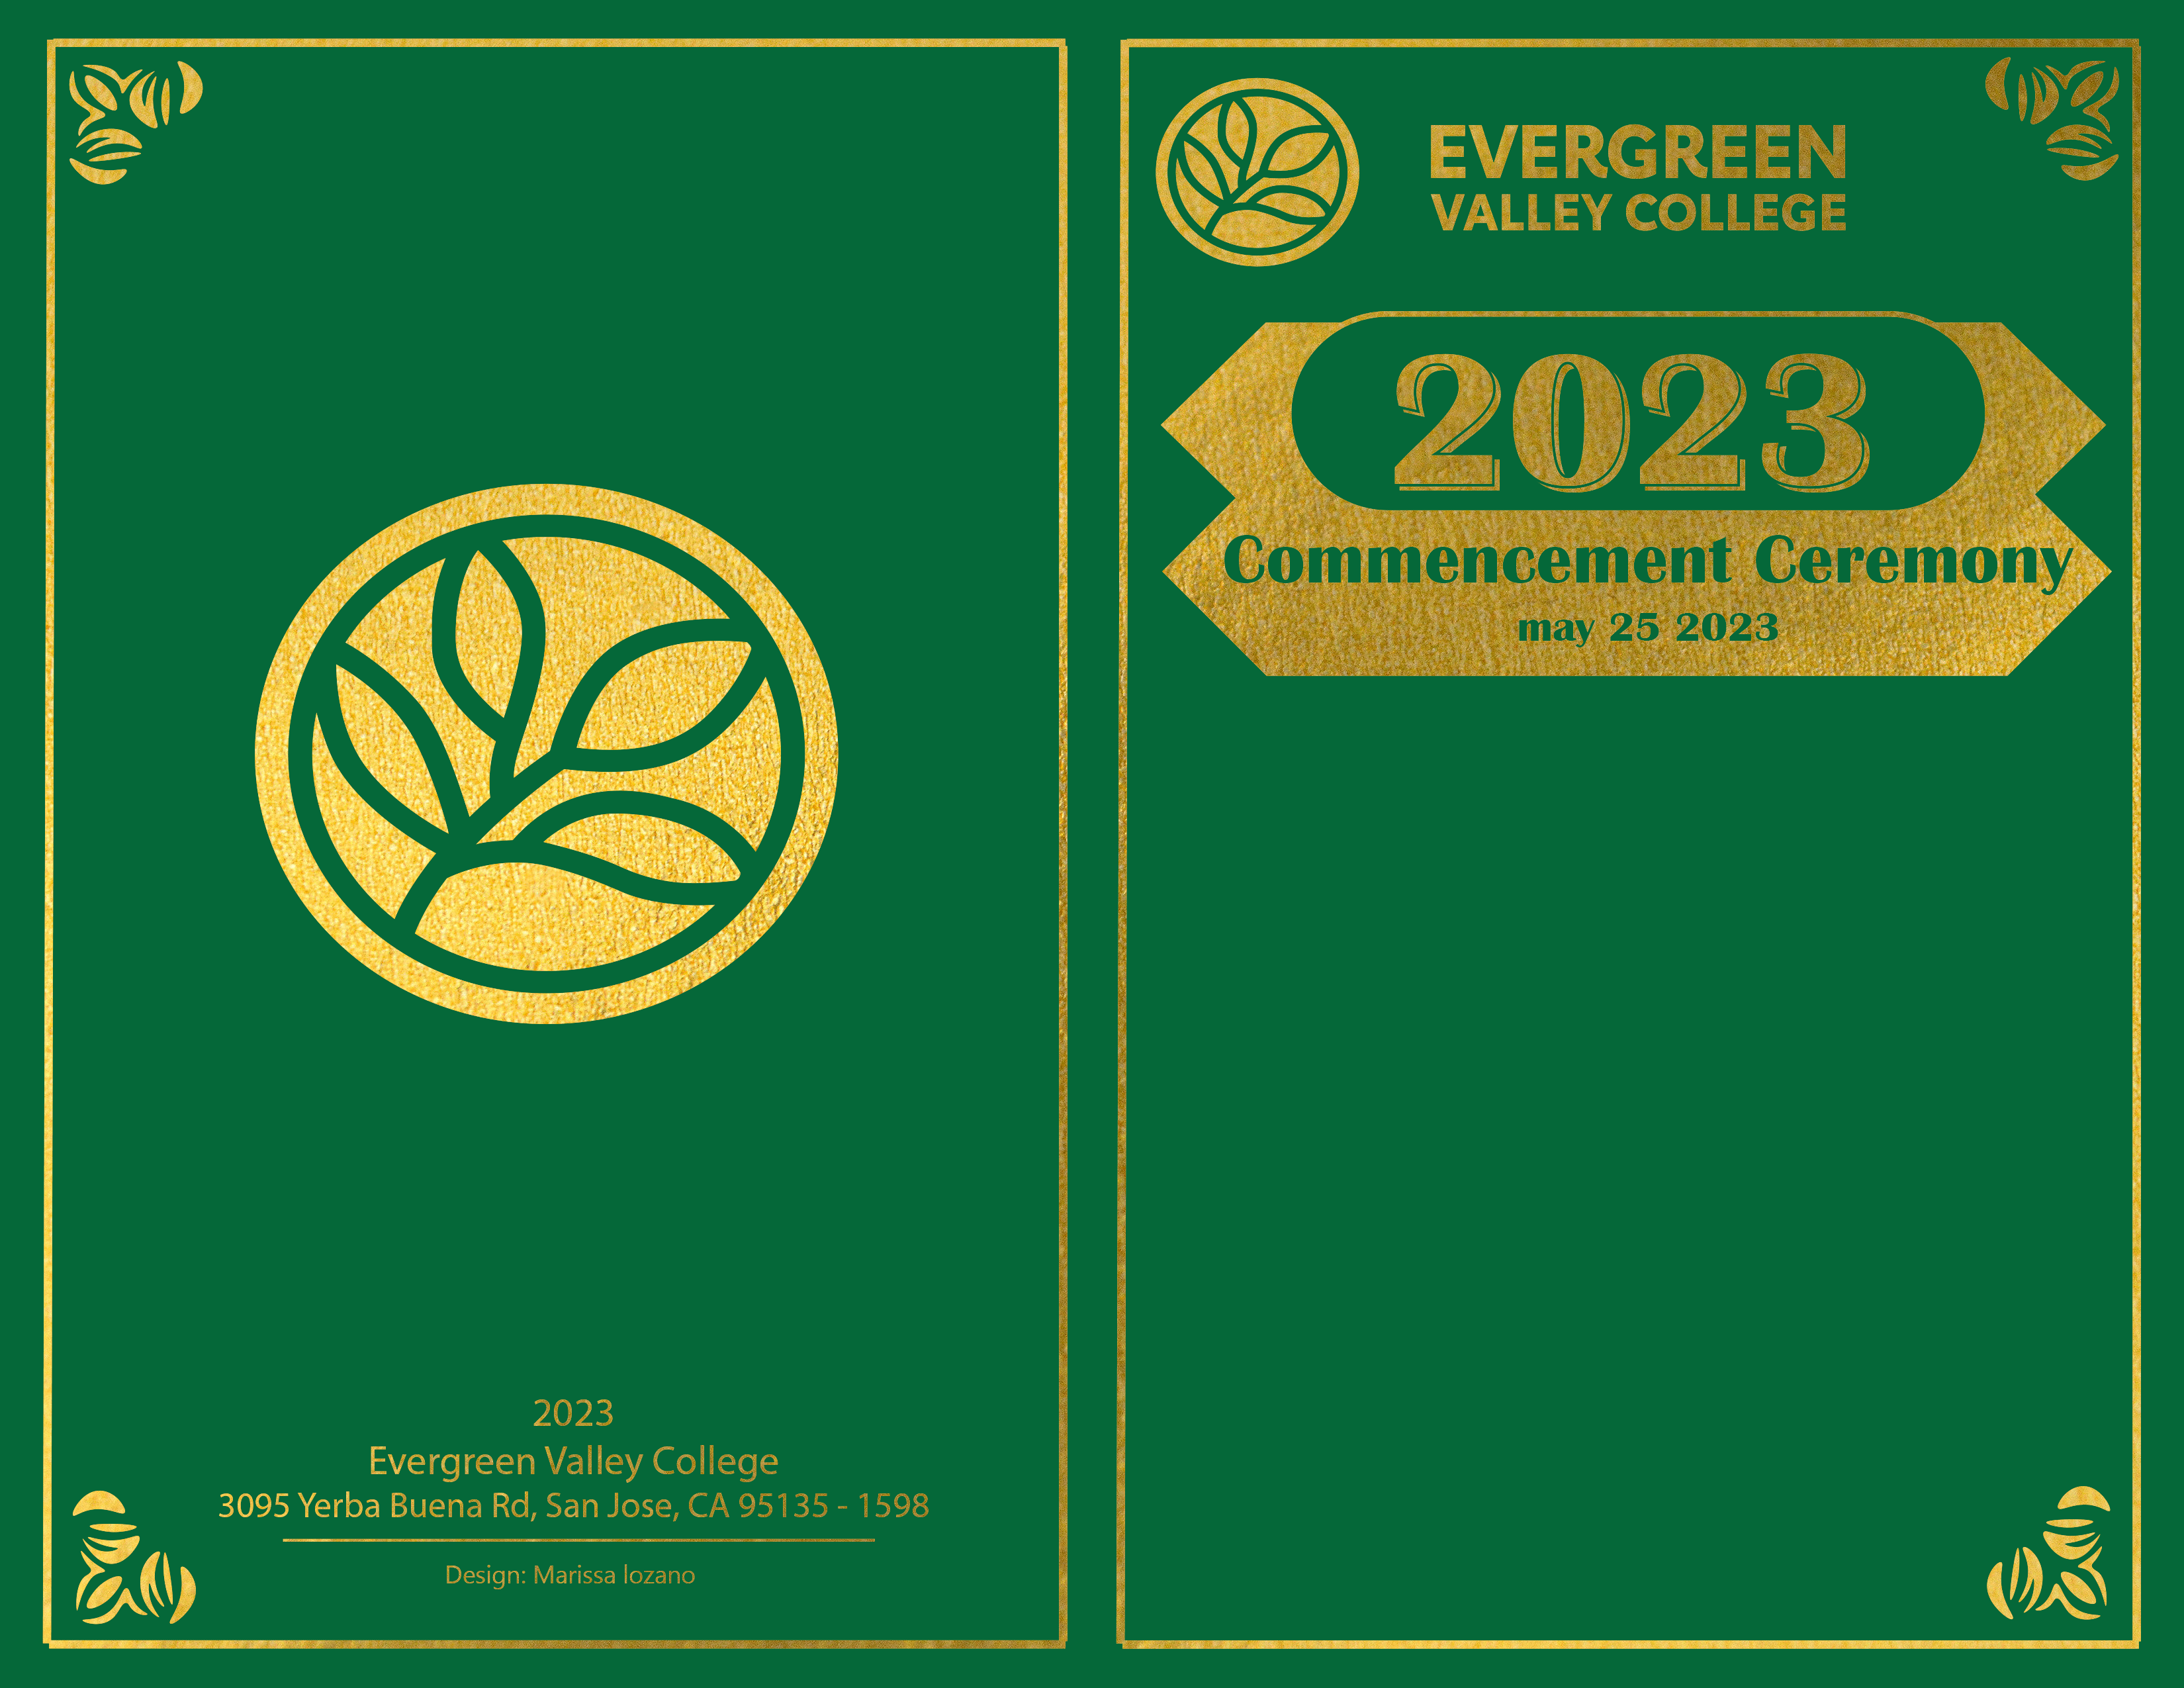 2023
Evergreen Valley College
3095 Yerba Buena Rd, San Jose, CA 95135 - 1598
Design: Marissa lozano
EVERGREEN
VALLEY COLLEGE
2023
Commencement Ceremony
may 25 2023